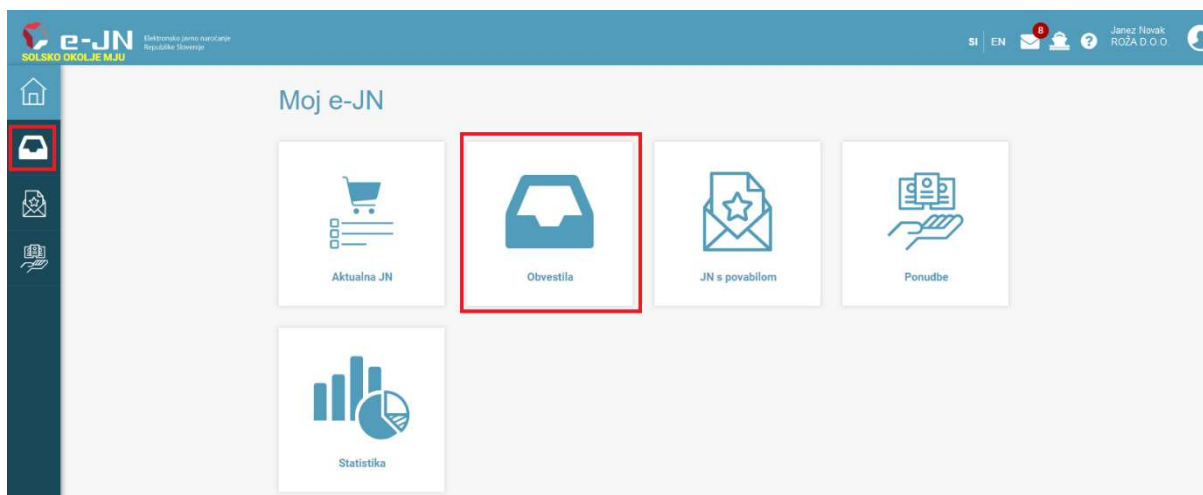 e-JN
Elektronsko javno naročanje
Republike Slovenije
SOLSKO OKOLJE MJU
SI EN
8
?
Janez Novak
ROŽA D.O.O.
Moj e-JN
Aktualna JN
Obvestila
JN s povabilom
Ponudbe
Statistika